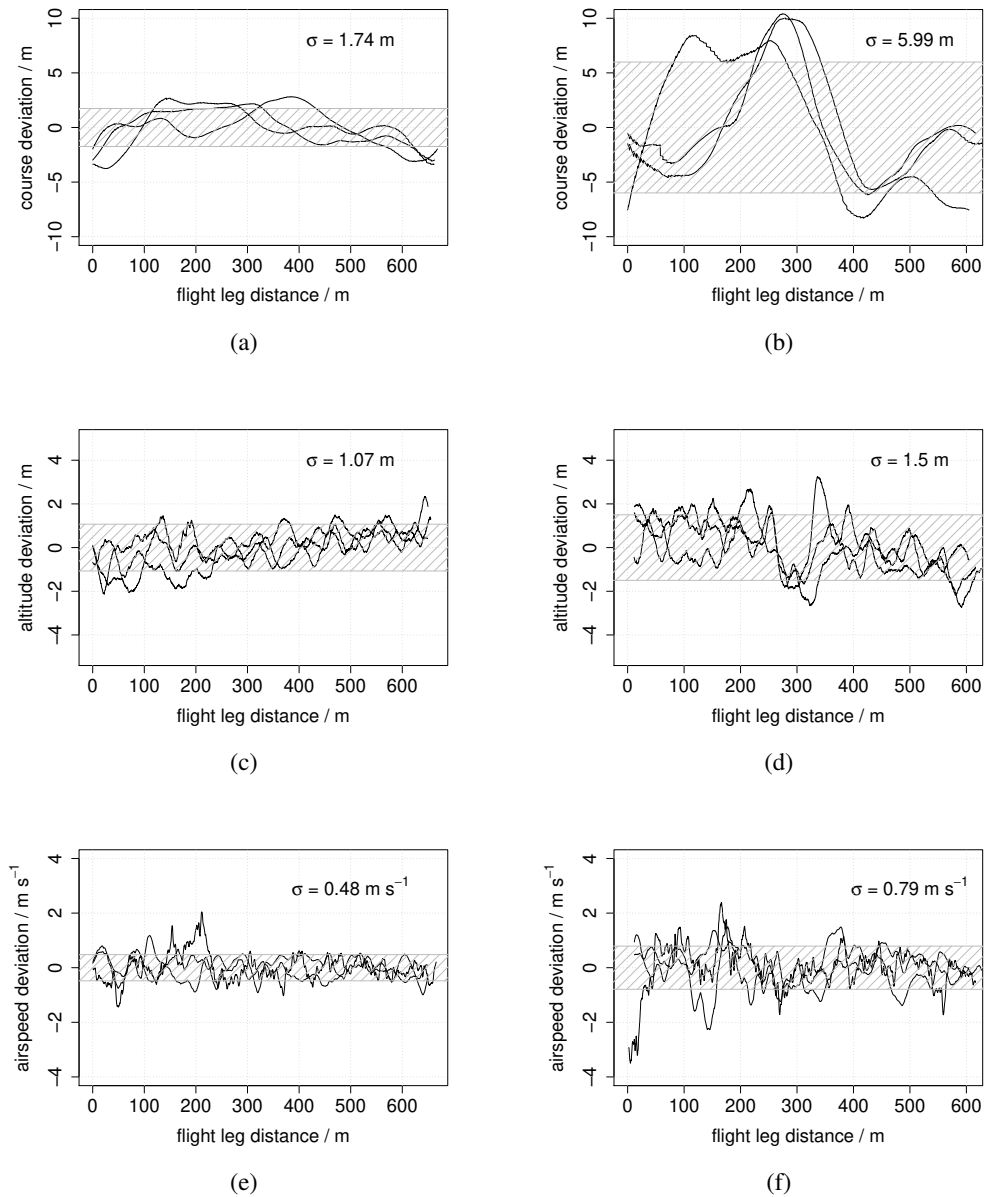 σ = 1.74 m
course deviation / m
10
5
0
−5
−10
0 100 200 300 400 500 600
flight leg distance / m
(a)
σ = 5.99 m
course deviation / m
10
5
0
−5
−10
0 100 200 300 400 500 600
flight leg distance / m
(b)
σ = 1.07 m
altitude deviation / m
4
2
0
−2
−4
0 100 200 300 400 500 600
flight leg distance / m
(c)
σ = 1.5 m
altitude deviation / m
4
2
0
−2
−4
0 100 200 300 400 500 600
flight leg distance / m
(d)
σ = 0.48 m s⁻¹
airspeed deviation / m s⁻¹
4
2
0
−2
−4
0 100 200 300 400 500 600
flight leg distance / m
(e)
σ = 0.79 m s⁻¹
airspeed deviation / m s⁻¹
4
2
0
−2
−4
0 100 200 300 400 500 600
flight leg distance / m
(f)